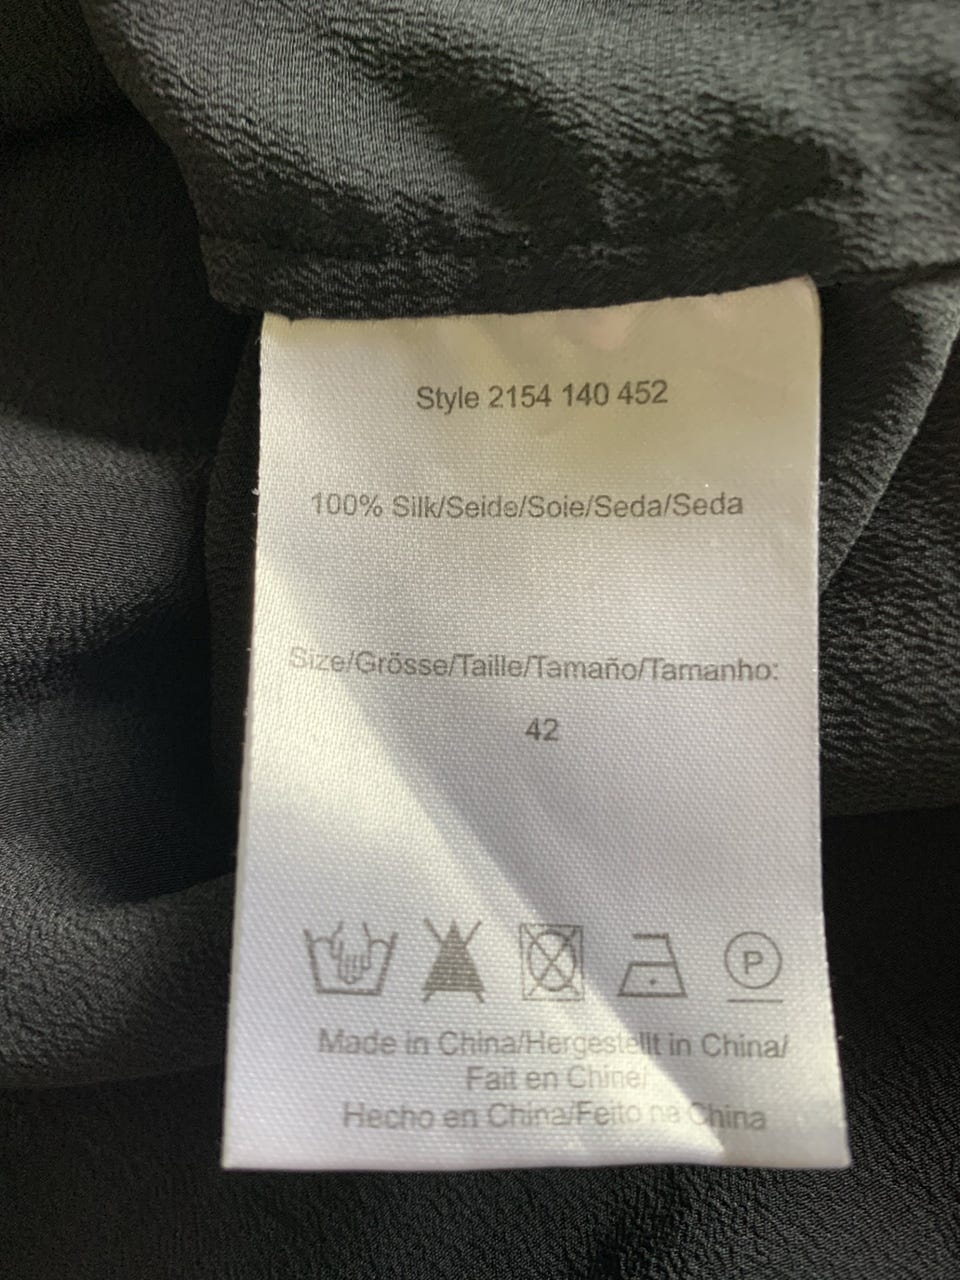 Style 2154 140 452
100% Silk/Seide/Soie/Seda/Seda
Size/Grösse/Taille/Tamaño/Tamanho:
42
P
Made in China/Hergestellt in China/
Fait en Chine/
Hecho en China/Feito na China